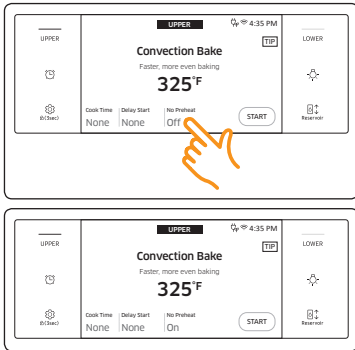 UPPER
4:35 PM
UPPER
TIP
LOWER
Convection Bake
Faster, more even baking
325°F
Cook Time
Delay Start
No Preheat
None
None
Off
START
(3sec)
Reservoir
UPPER
4:35 PM
UPPER
TIP
LOWER
Convection Bake
Faster, more even baking
325°F
Cook Time
Delay Start
No Preheat
None
None
On
START
(3sec)
Reservoir